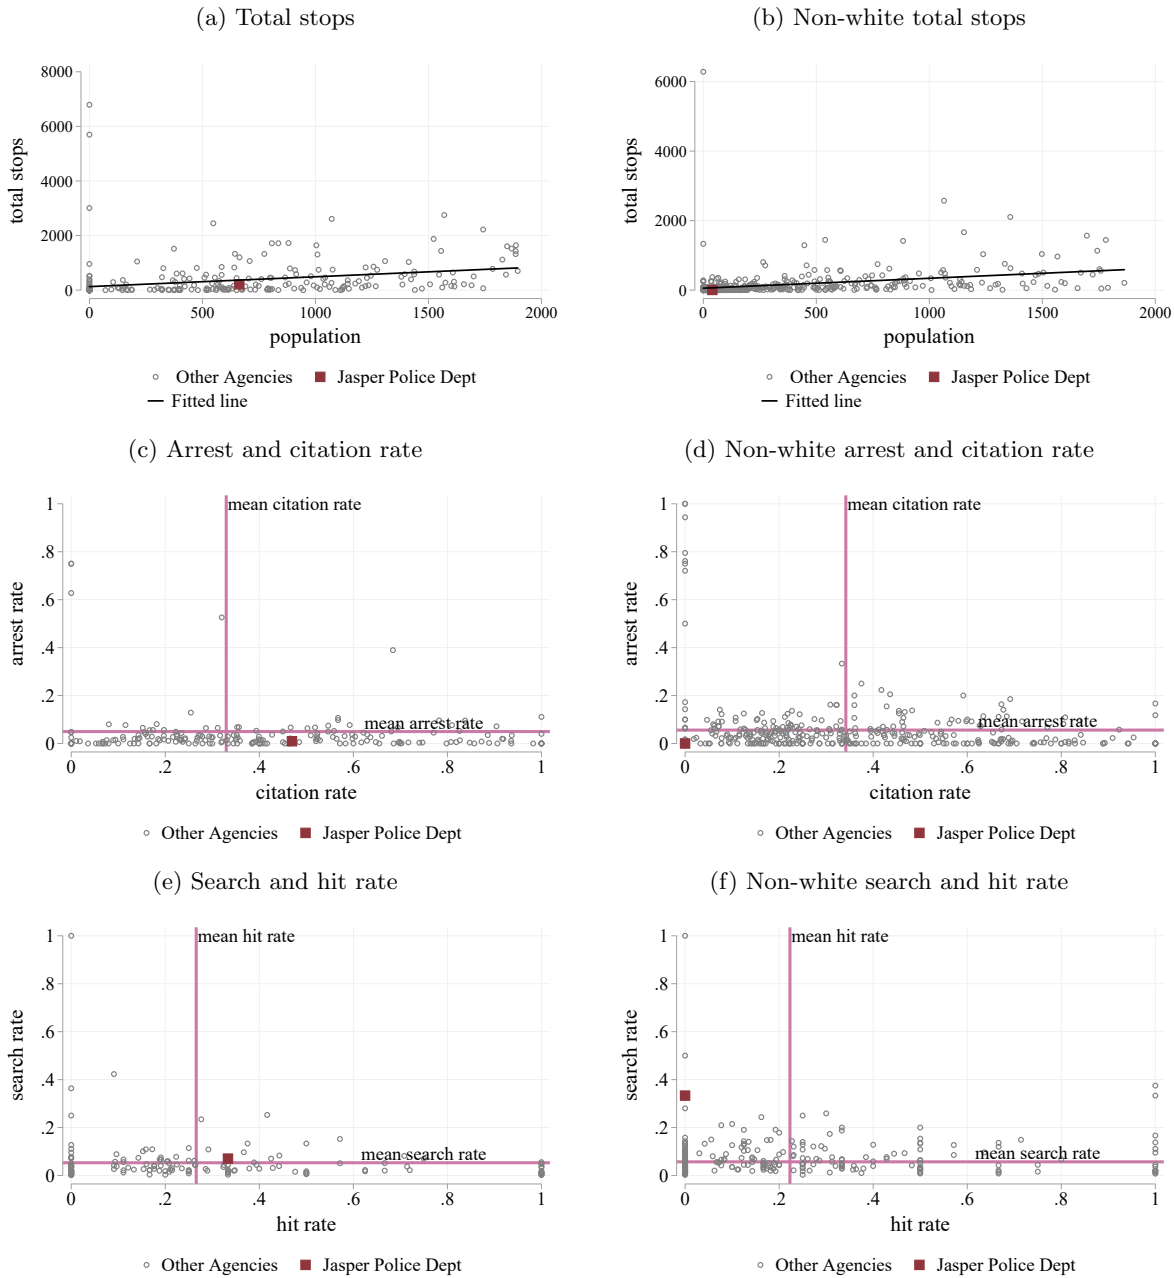 (a) Total stops
(b) Non-white total stops
8000
6000
4000
2000
0
total stops
0 500 1000 1500 2000
population
Other Agencies Jasper Police Dept
Fitted line
6000
4000
2000
0
total stops
0 500 1000 1500 2000
population
Other Agencies Jasper Police Dept
Fitted line
(c) Arrest and citation rate
(d) Non-white arrest and citation rate
1
.8
.6
.4
.2
0
arrest rate
mean citation rate
mean arrest rate
0 .2 .4 .6 .8 1
citation rate
Other Agencies Jasper Police Dept
1
.8
.6
.4
.2
0
arrest rate
mean citation rate
mean arrest rate
0 .2 .4 .6 .8 1
citation rate
Other Agencies Jasper Police Dept
(e) Search and hit rate
(f) Non-white search and hit rate
1
.8
.6
.4
.2
0
search rate
mean hit rate
mean search rate
0 .2 .4 .6 .8 1
hit rate
Other Agencies Jasper Police Dept
1
.8
.6
.4
.2
0
search rate
mean hit rate
mean search rate
0 .2 .4 .6 .8 1
hit rate
Other Agencies Jasper Police Dept